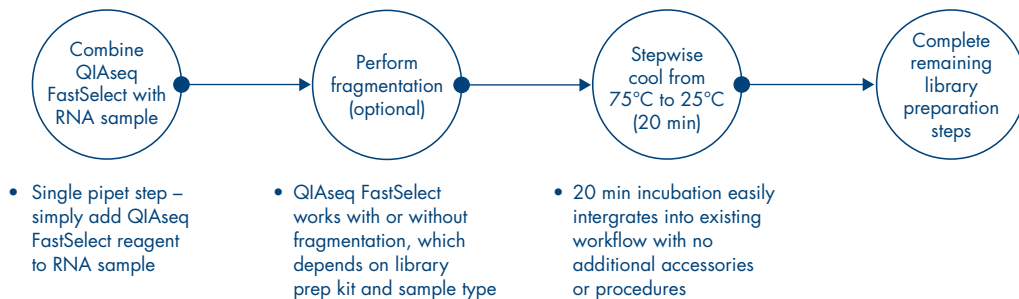 Combine
QIAseq
FastSelect with
RNA sample
Perform
fragmentation
(optional)
Stepwise
cool from
75°C to 25°C
(20 min)
Complete
remaining
library
preparation
steps
• Single pipet step –
simply add QIAseq
FastSelect reagent
to RNA sample
• QIAseq FastSelect
works with or without
fragmentation, which
depends on library
prep kit and sample type
• 20 min incubation easily
intergrates into existing
workflow with no
additional accessories
or procedures